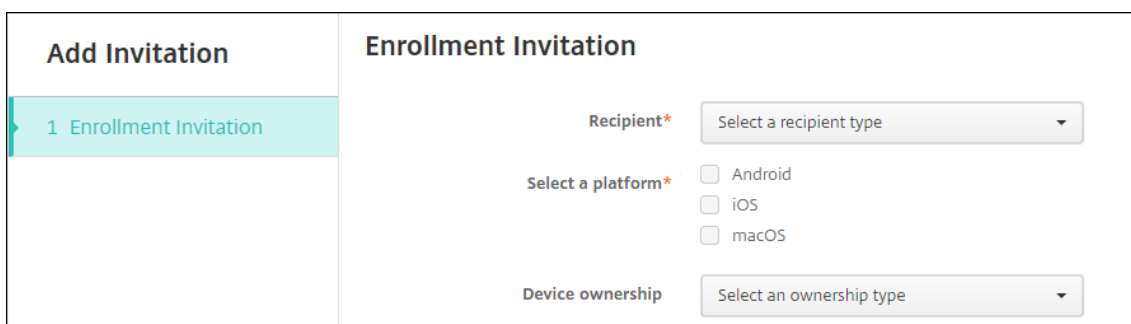 Add Invitation
1 Enrollment Invitation
Enrollment Invitation
Recipient*
Select a recipient type
Select a platform*
Android
iOS
macOS
Device ownership
Select an ownership type